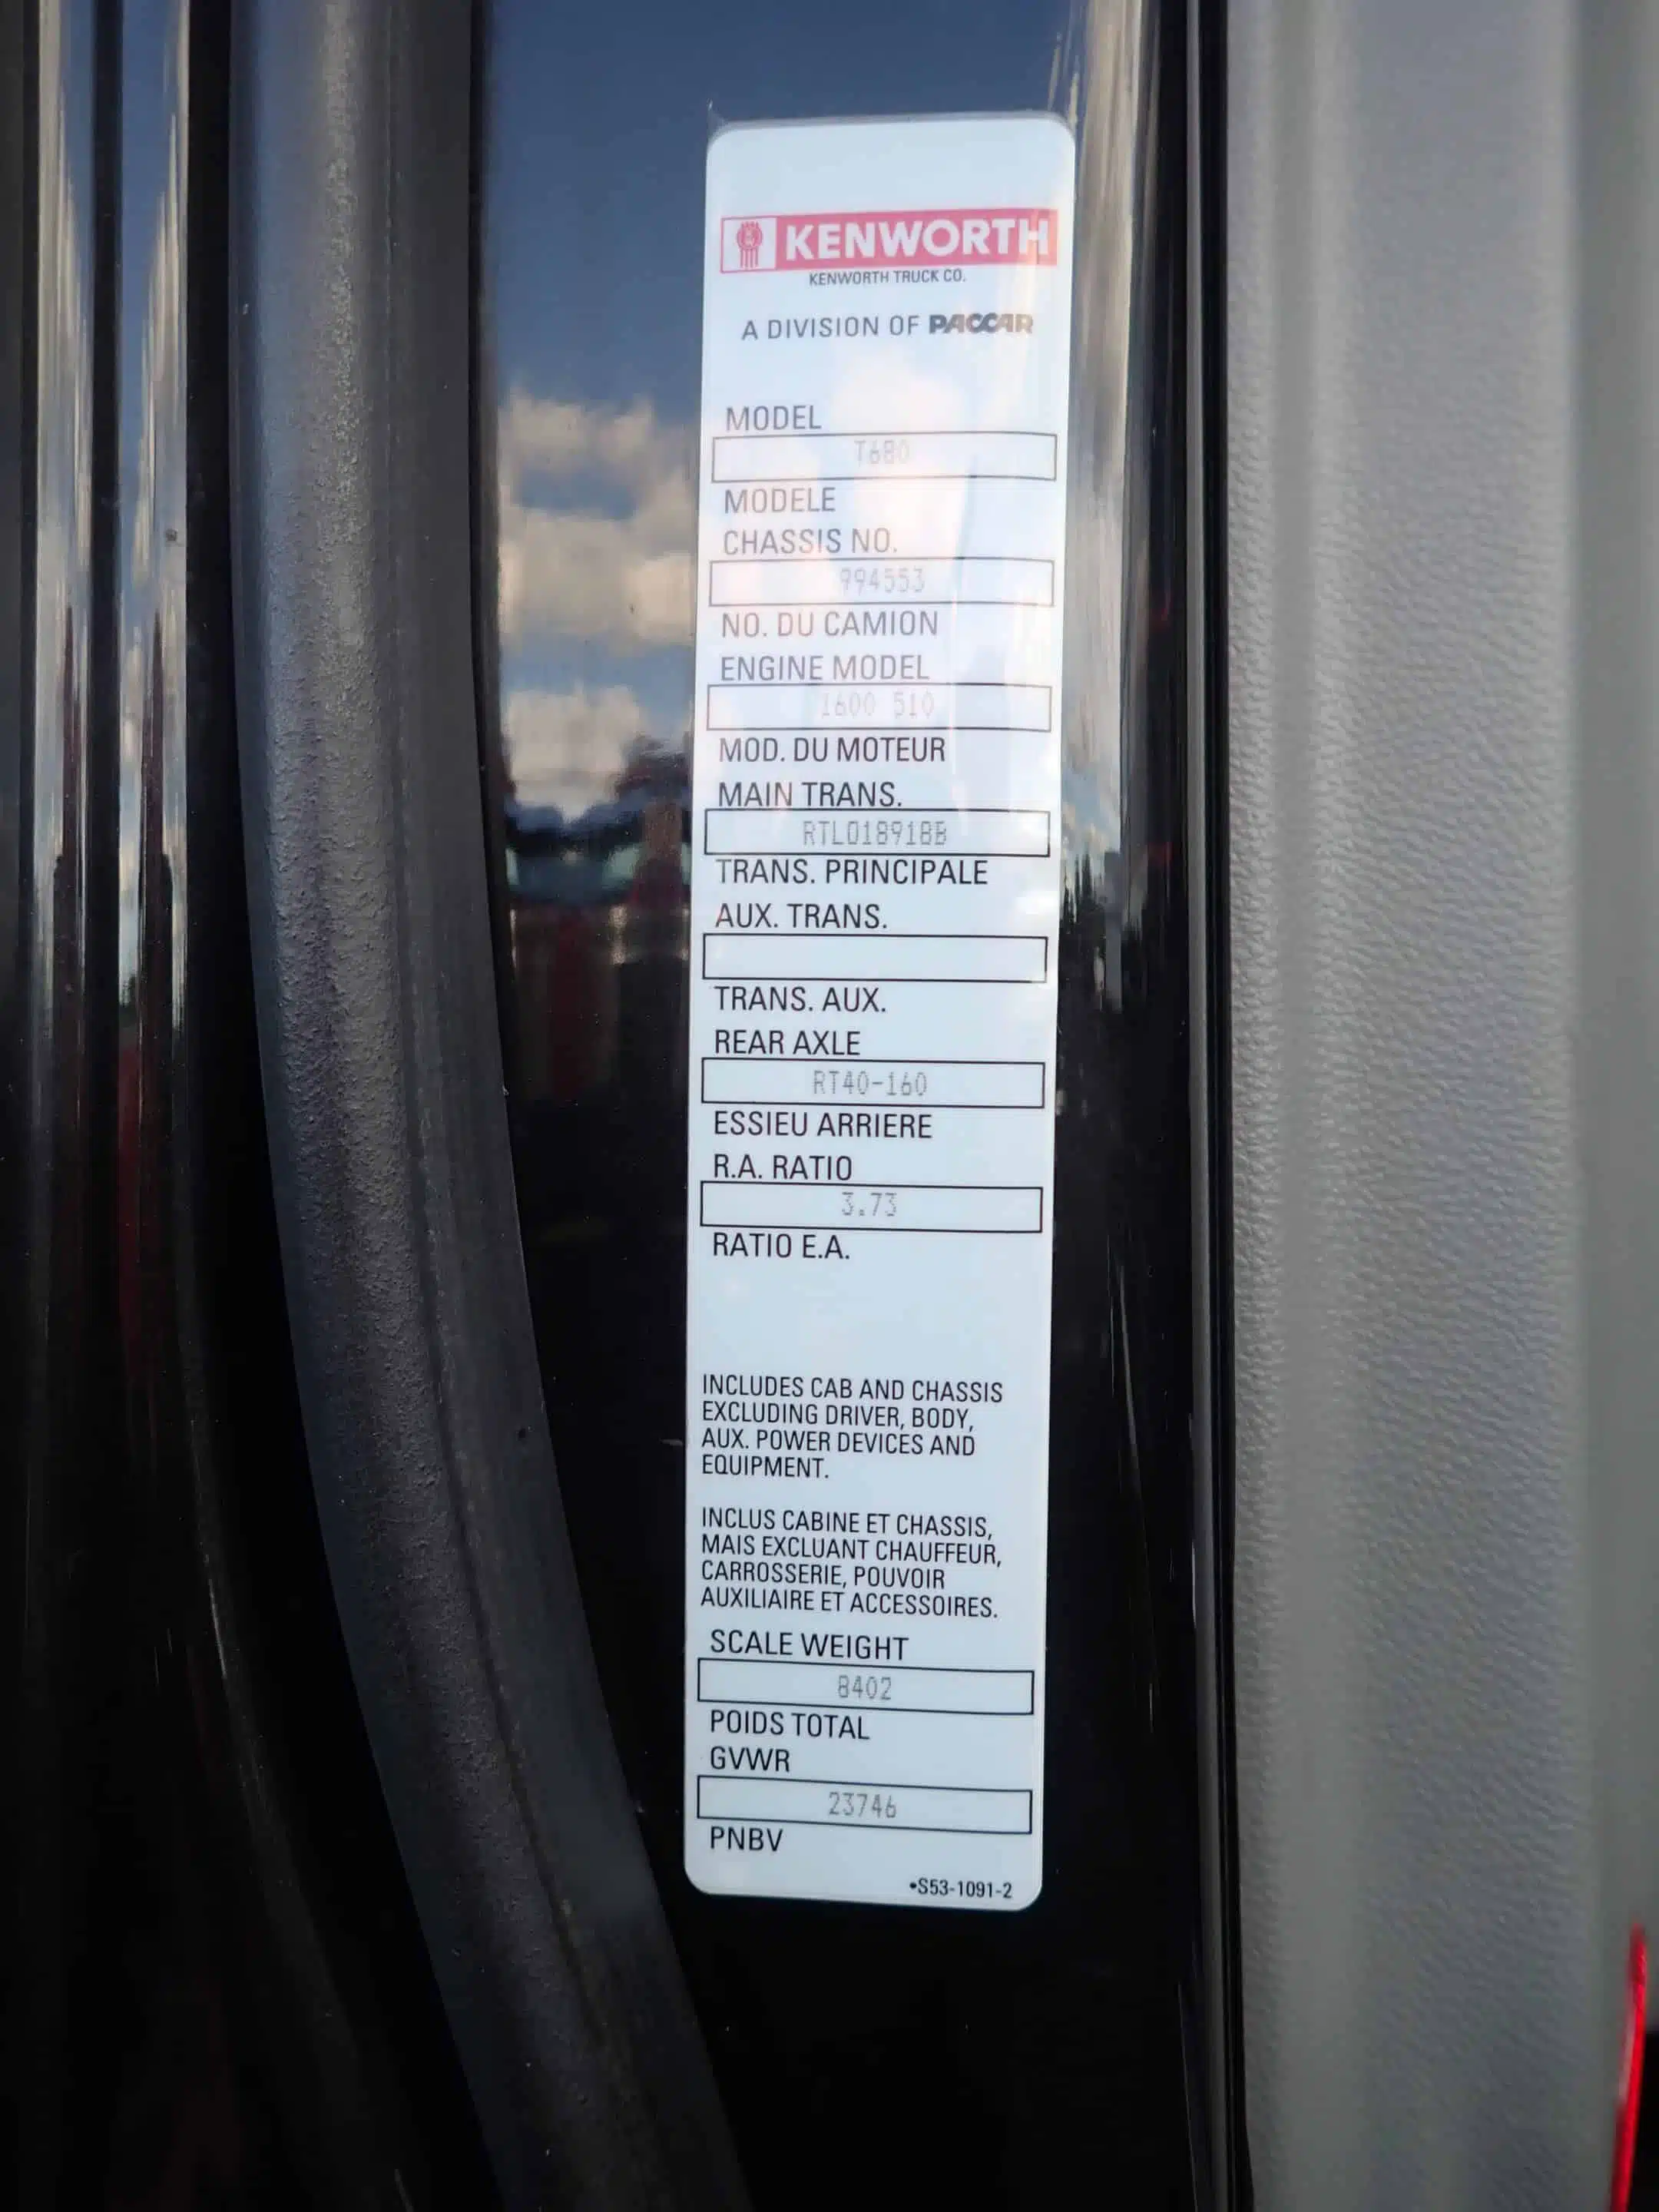 KENWORTH
KENWORTH TRUCK CO.
A DIVISION OF PACCAR
MODEL
T680
MODELE
CHASSIS NO.
994553
NO. DU CAMION
ENGINE MODEL
1600 510
MOD. DU MOTEUR
MAIN TRANS.
RTLO18918B
TRANS. PRINCIPALE
AUX. TRANS.
TRANS. AUX.
REAR AXLE
RT40-160
ESSIEU ARRIERE
R.A. RATIO
3.73
RATIO E.A.
INCLUDES CAB AND CHASSIS
EXCLUDING DRIVER, BODY,
AUX. POWER DEVICES AND
EQUIPMENT.
INCLUS CABINE ET CHASSIS,
MAIS EXCLUANT CHAUFFEUR,
CARROSSERIE, POUVOIR
AUXILIAIRE ET ACCESSOIRES.
SCALE WEIGHT
8402
POIDS TOTAL
GVWR
23746
PNBV
•S53-1091-2